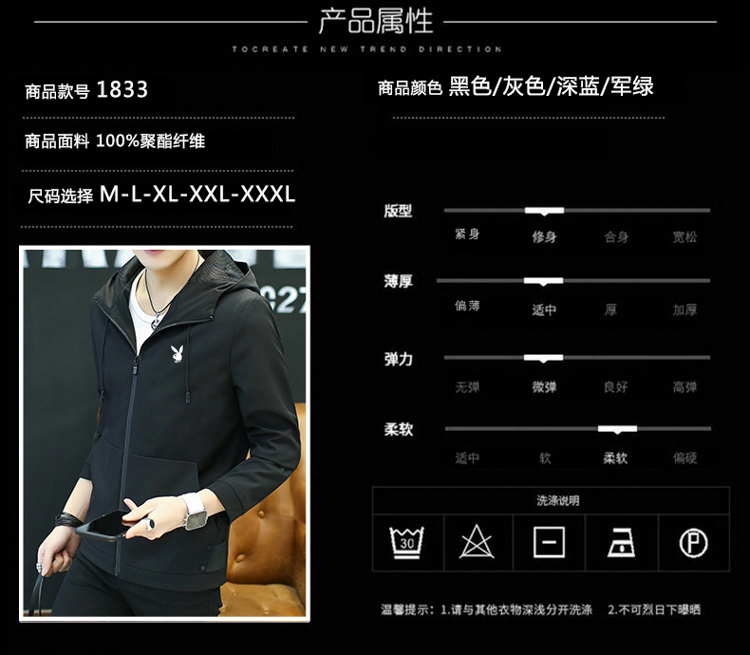 产品属性
TOCREATE NEW TREND DIRECTION
商品款号 1833
商品面料 100%聚酯纤维
尺码选择 M-L-XL-XXL-XXXL
商品颜色 黑色/灰色/深蓝/军绿
版型
紧身 修身 合身 宽松
薄厚
偏薄 适中 厚 加厚
弹力
无弹 微弹 良好 高弹
柔软
适中 软 柔软 偏硬
洗涤说明
30
P
温馨提示：1.请与其他衣物深浅分开洗涤 2.不可烈日下曝晒
027